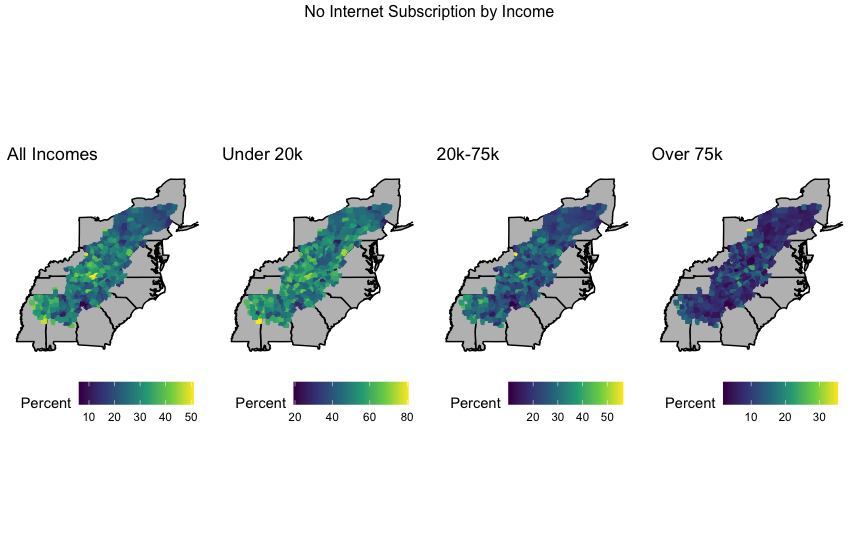 No Internet Subscription by Income
All Incomes
Under 20k
20k-75k
Over 75k
Percent
10 20 30 40 50
Percent
20 40 60 80
Percent
20 30 40 50
Percent
10 20 30